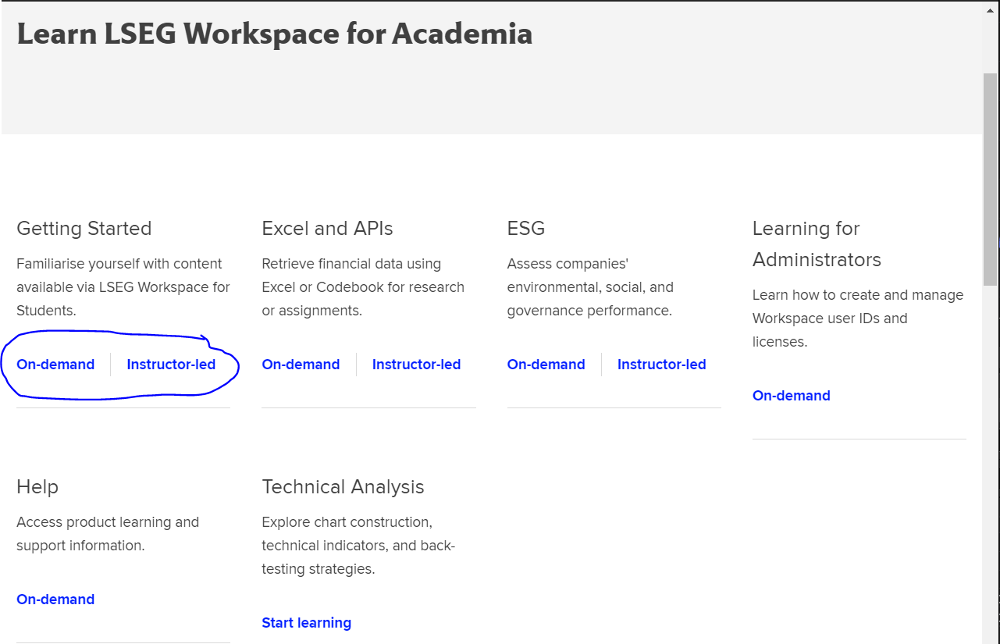 Learn LSEG Workspace for Academia
Getting Started
Familiarise yourself with content
available via LSEG Workspace for
Students.
On-demand
Instructor-led
Excel and APIs
Retrieve financial data using
Excel or Codebook for research
or assignments.
On-demand
Instructor-led
ESG
Assess companies'
environmental, social, and
governance performance.
On-demand
Instructor-led
Learning for
Administrators
Learn how to create and manage
Workspace user IDs and
licenses.
On-demand
Help
Access product learning and
support information.
On-demand
Technical Analysis
Explore chart construction,
technical indicators, and back-
testing strategies.
Start learning